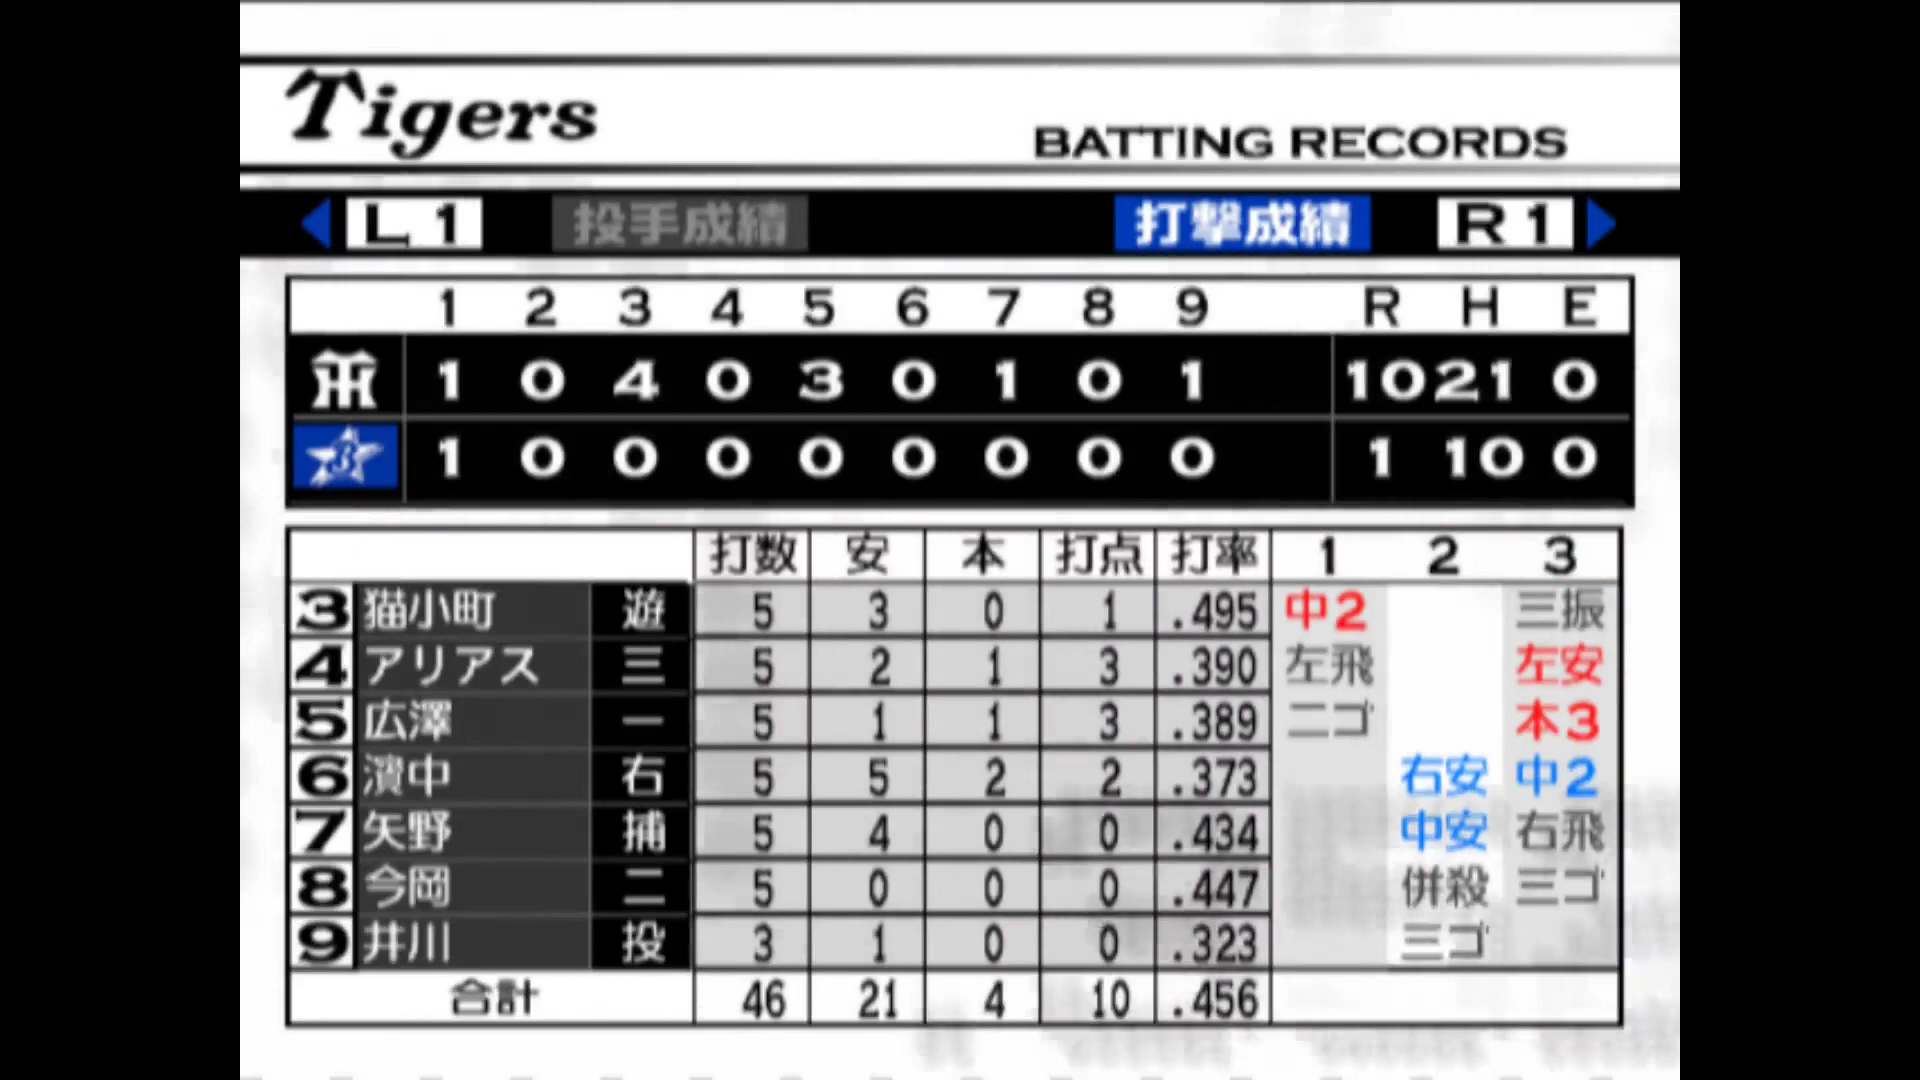 Tigers
BATTING RECORDS
L1 投手成績 打撃成績 R1
1 2 3 4 5 6 7 8 9 R H E
1 0 4 0 3 0 1 0 1 10 21 0
1 0 0 0 0 0 0 0 0 1 10 0
打数 安 本 打点 打率 1 2 3
3 猫小町 遊 5 3 0 1 .495 中2 三振
4 アリアス 三 5 2 1 3 .390 左飛 左安
5 広澤 一 5 1 1 3 .389 二ゴ 本3
6 濱中 右 5 5 2 2 .373 右安 中2
7 矢野 捕 5 4 0 0 .434 中安 右飛
8 今岡 二 5 0 0 0 .447 併殺 三ゴ
9 井川 投 3 1 0 0 .323 三ゴ
合計 46 21 4 10 .456